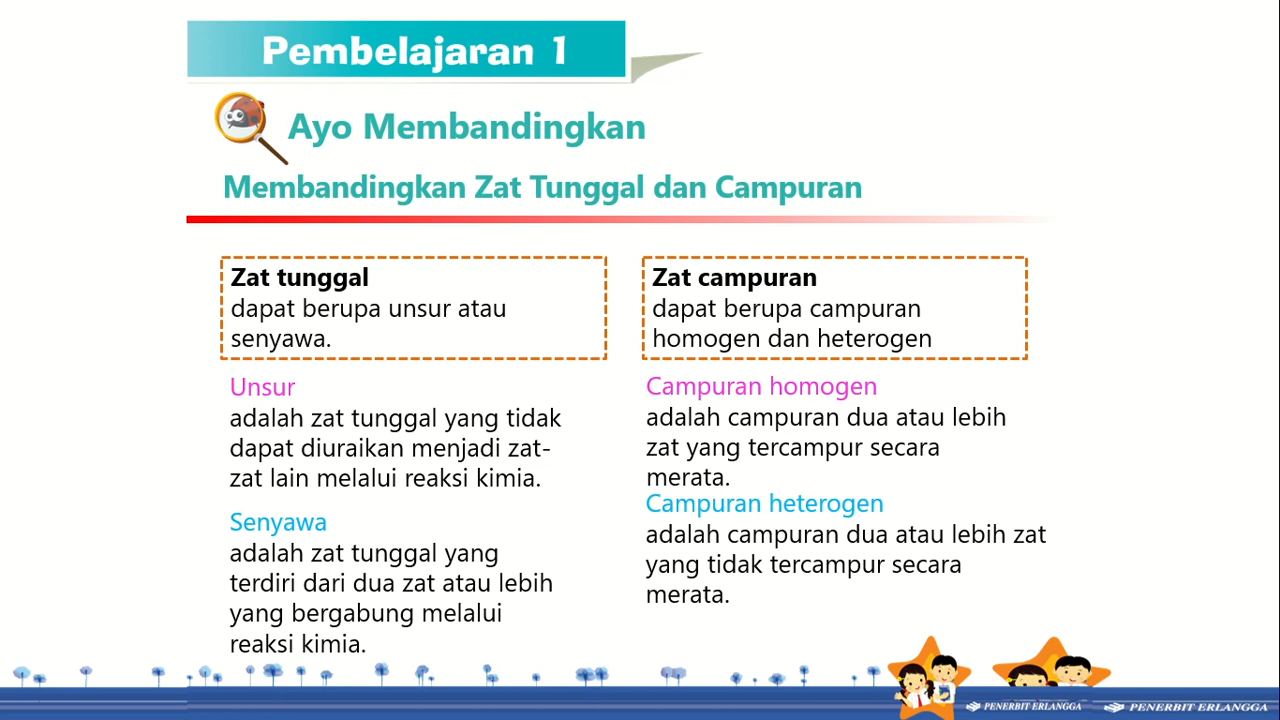 Pembelajaran 1
Ayo Membandingkan
Membandingkan Zat Tunggal dan Campuran
Zat tunggal
dapat berupa unsur atau
senyawa.
Unsur
adalah zat tunggal yang tidak
dapat diuraikan menjadi zat-
zat lain melalui reaksi kimia.
Senyawa
adalah zat tunggal yang
terdiri dari dua zat atau lebih
yang bergabung melalui
reaksi kimia.
Zat campuran
dapat berupa campuran
homogen dan heterogen
Campuran homogen
adalah campuran dua atau lebih
zat yang tercampur secara
merata.
Campuran heterogen
adalah campuran dua atau lebih zat
yang tidak tercampur secara
merata.
PENERBIT ERLANGGA
PENERBIT ERLANGGA